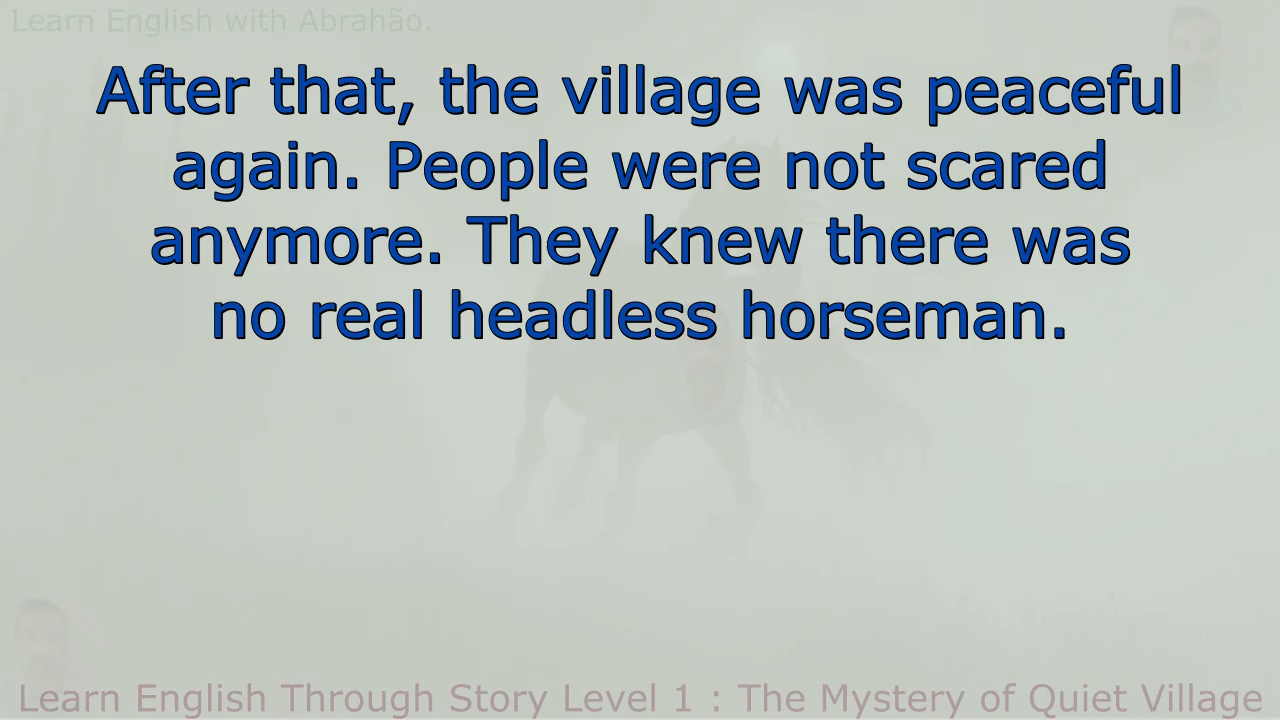 Learn English with Abrahão.
After that, the village was peaceful
again. People were not scared
anymore. They knew there was
no real headless horseman.
Learn English Through Story Level 1 : The Mystery of Quiet Village